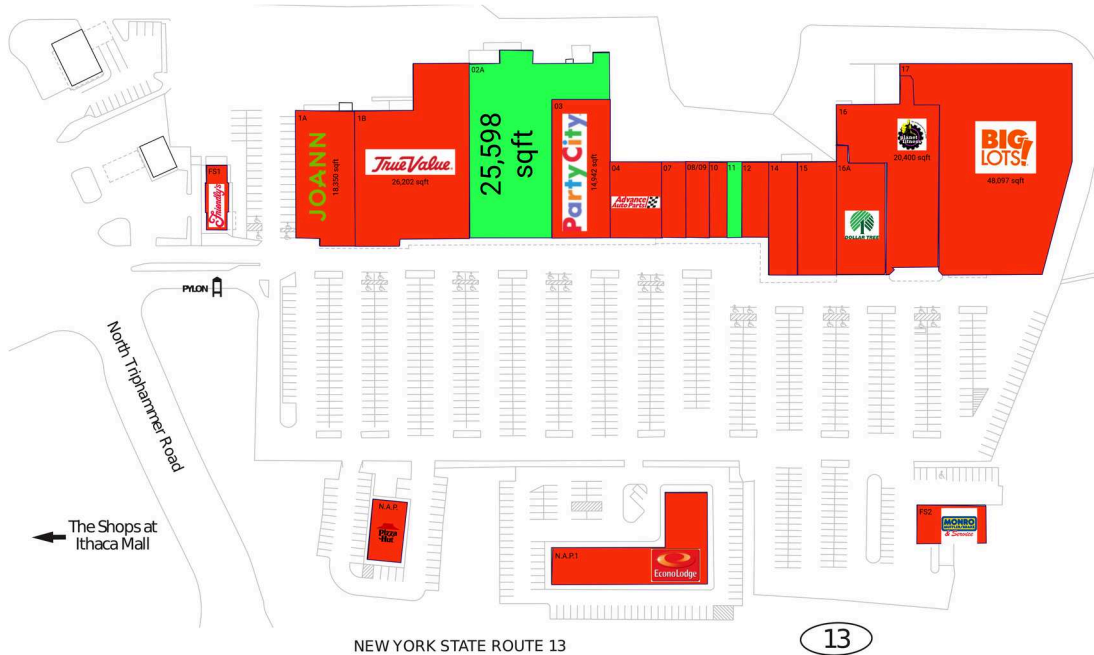 02A
25,598
sqft
17
1A
JOANN
18,350 sqft
1B
True Value.
26,202 sqft
03
Party City
14,942 sqft
16
planet
fitness
20,400 sqft
BIG
LOTS!
48,097 sqft
04
Advance
Auto Parts
07
08/09
10
11
12
14
15
16A
DOLLAR TREE
FS1
Friendly's
PYLON
North Triphammer Road
The Shops at
Ithaca Mall
N.A.P.
Pizza
Hut
N.A.P.1
EconoLodge
FS2
MONRO
MUFFLER/BRAKE
& Service
NEW YORK STATE ROUTE 13
13